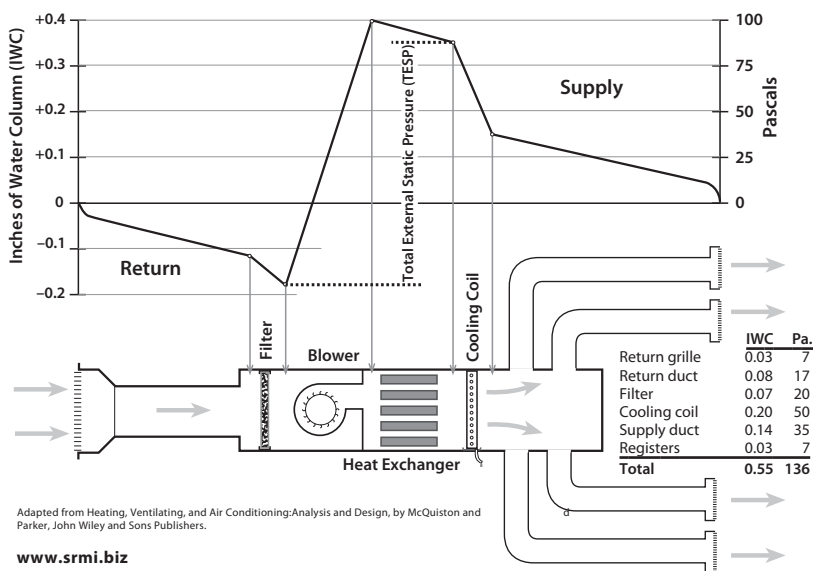 Inches of Water Column (IWC)
+0.4
+0.3
+0.2
+0.1
0
–0.1
–0.2
100
75
50
25
0
Pascals
Total External Static Pressure (TESP)
Supply
Return
Filter
Blower
Cooling Coil
Heat Exchanger
IWC Pa.
Return grille 0.03 7
Return duct 0.08 17
Filter 0.07 20
Cooling coil 0.20 50
Supply duct 0.14 35
Registers 0.03 7
Total 0.55 136
d
Adapted from Heating, Ventilating, and Air Conditioning:Analysis and Design, by McQuiston and
Parker, John Wiley and Sons Publishers.
www.srmi.biz